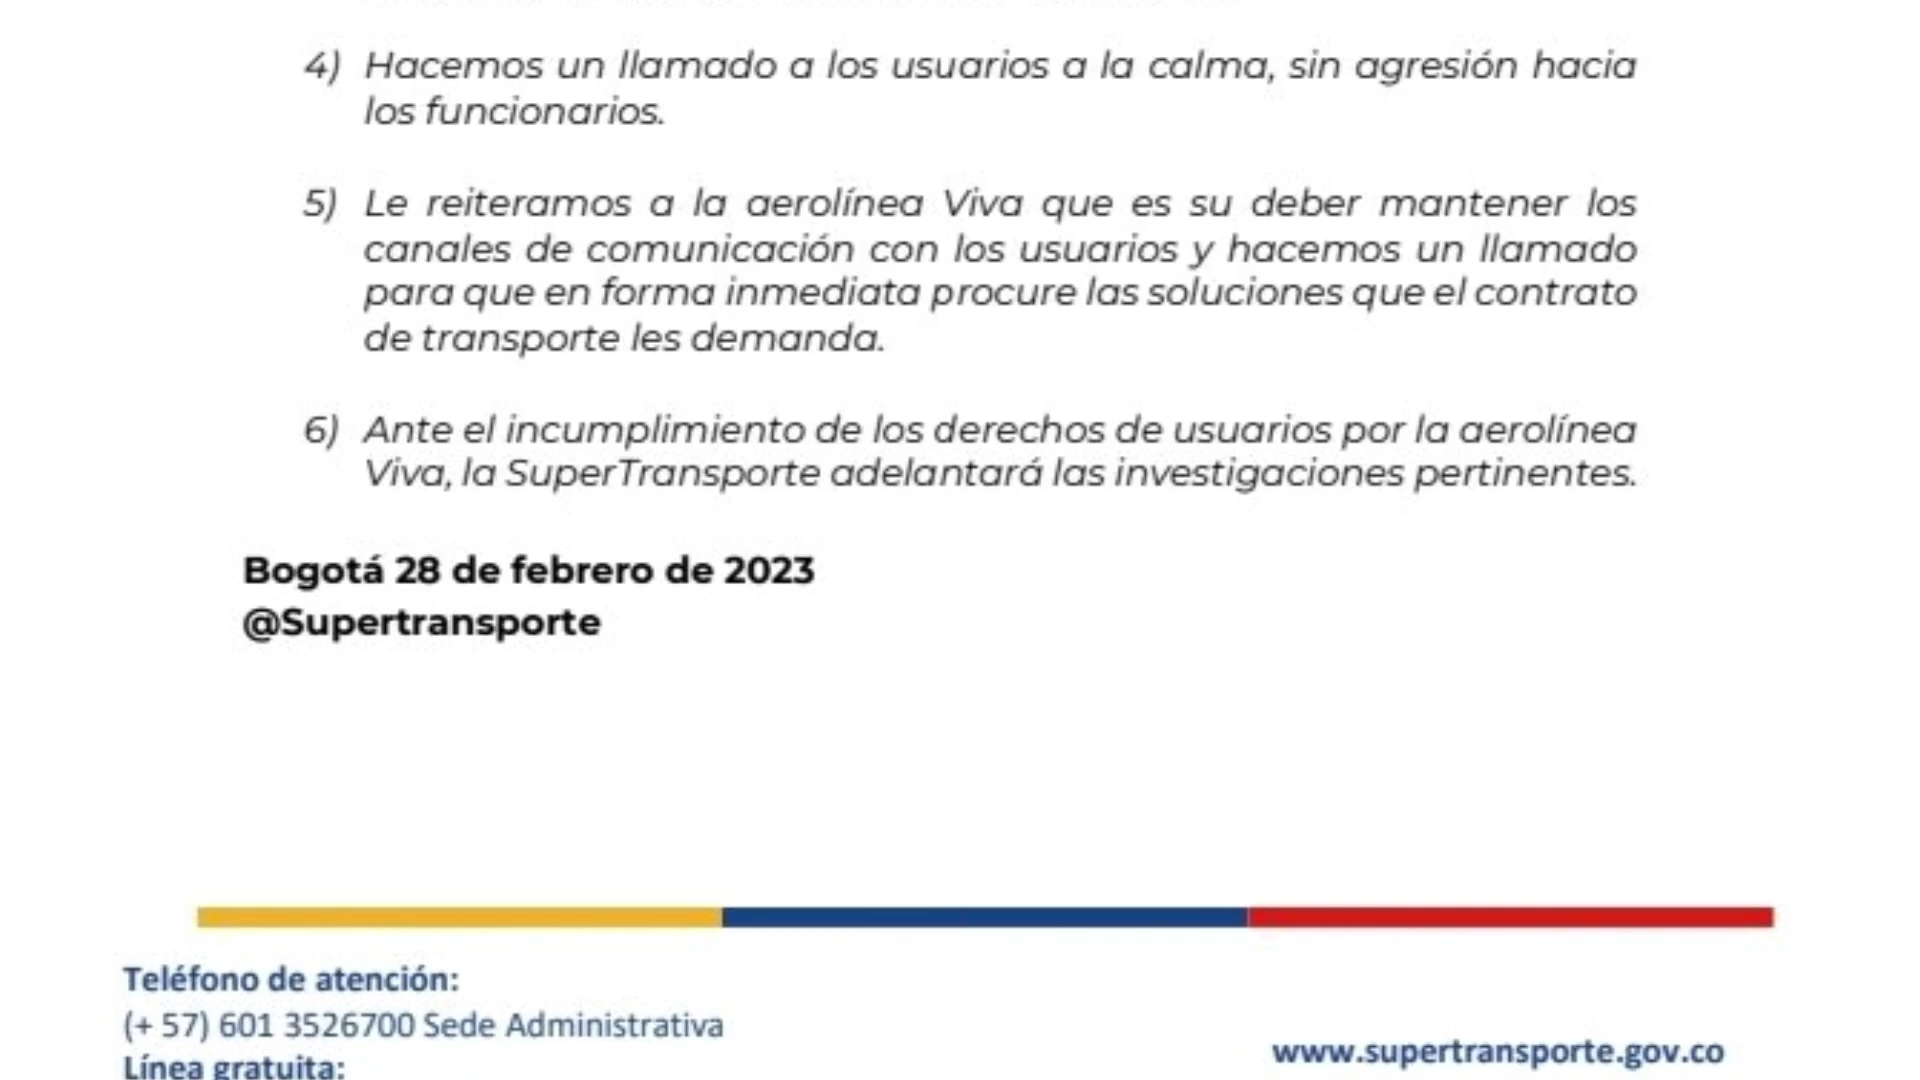 4) Hacemos un llamado a los usuarios a la calma, sin agresión hacia
los funcionarios.
5) Le reiteramos a la aerolínea Viva que es su deber mantener los
canales de comunicación con los usuarios y hacemos un llamado
para que en forma inmediata procure las soluciones que el contrato
de transporte les demanda.
6) Ante el incumplimiento de los derechos de usuarios por la aerolínea
Viva, la SuperTransporte adelantará las investigaciones pertinentes.
Bogotá 28 de febrero de 2023
@Supertransporte
Teléfono de atención:
(+ 57) 601 3526700 Sede Administrativa
Línea gratuita:
www.supertransporte.gov.co